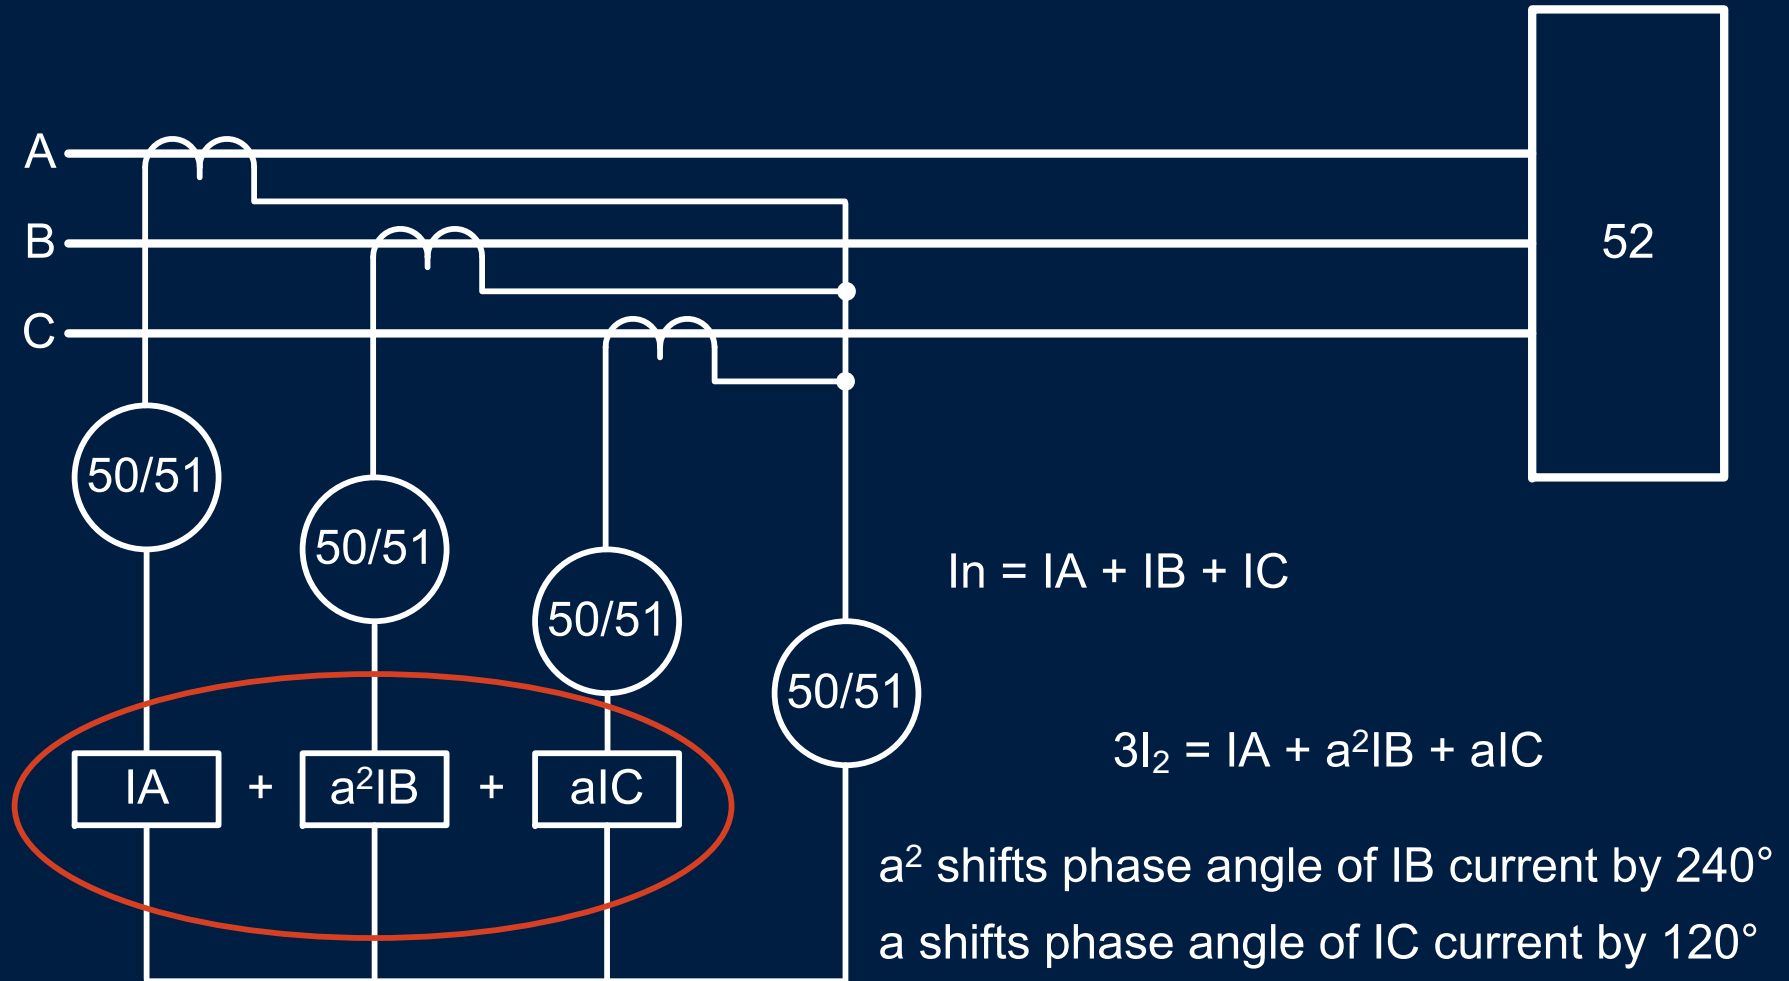 A
B
C
52
50/51
50/51
50/51
50/51
In = IA + IB + IC
3I₂ = IA + a²IB + aIC
IA + a²IB + aIC
a² shifts phase angle of IB current by 240°
a shifts phase angle of IC current by 120°